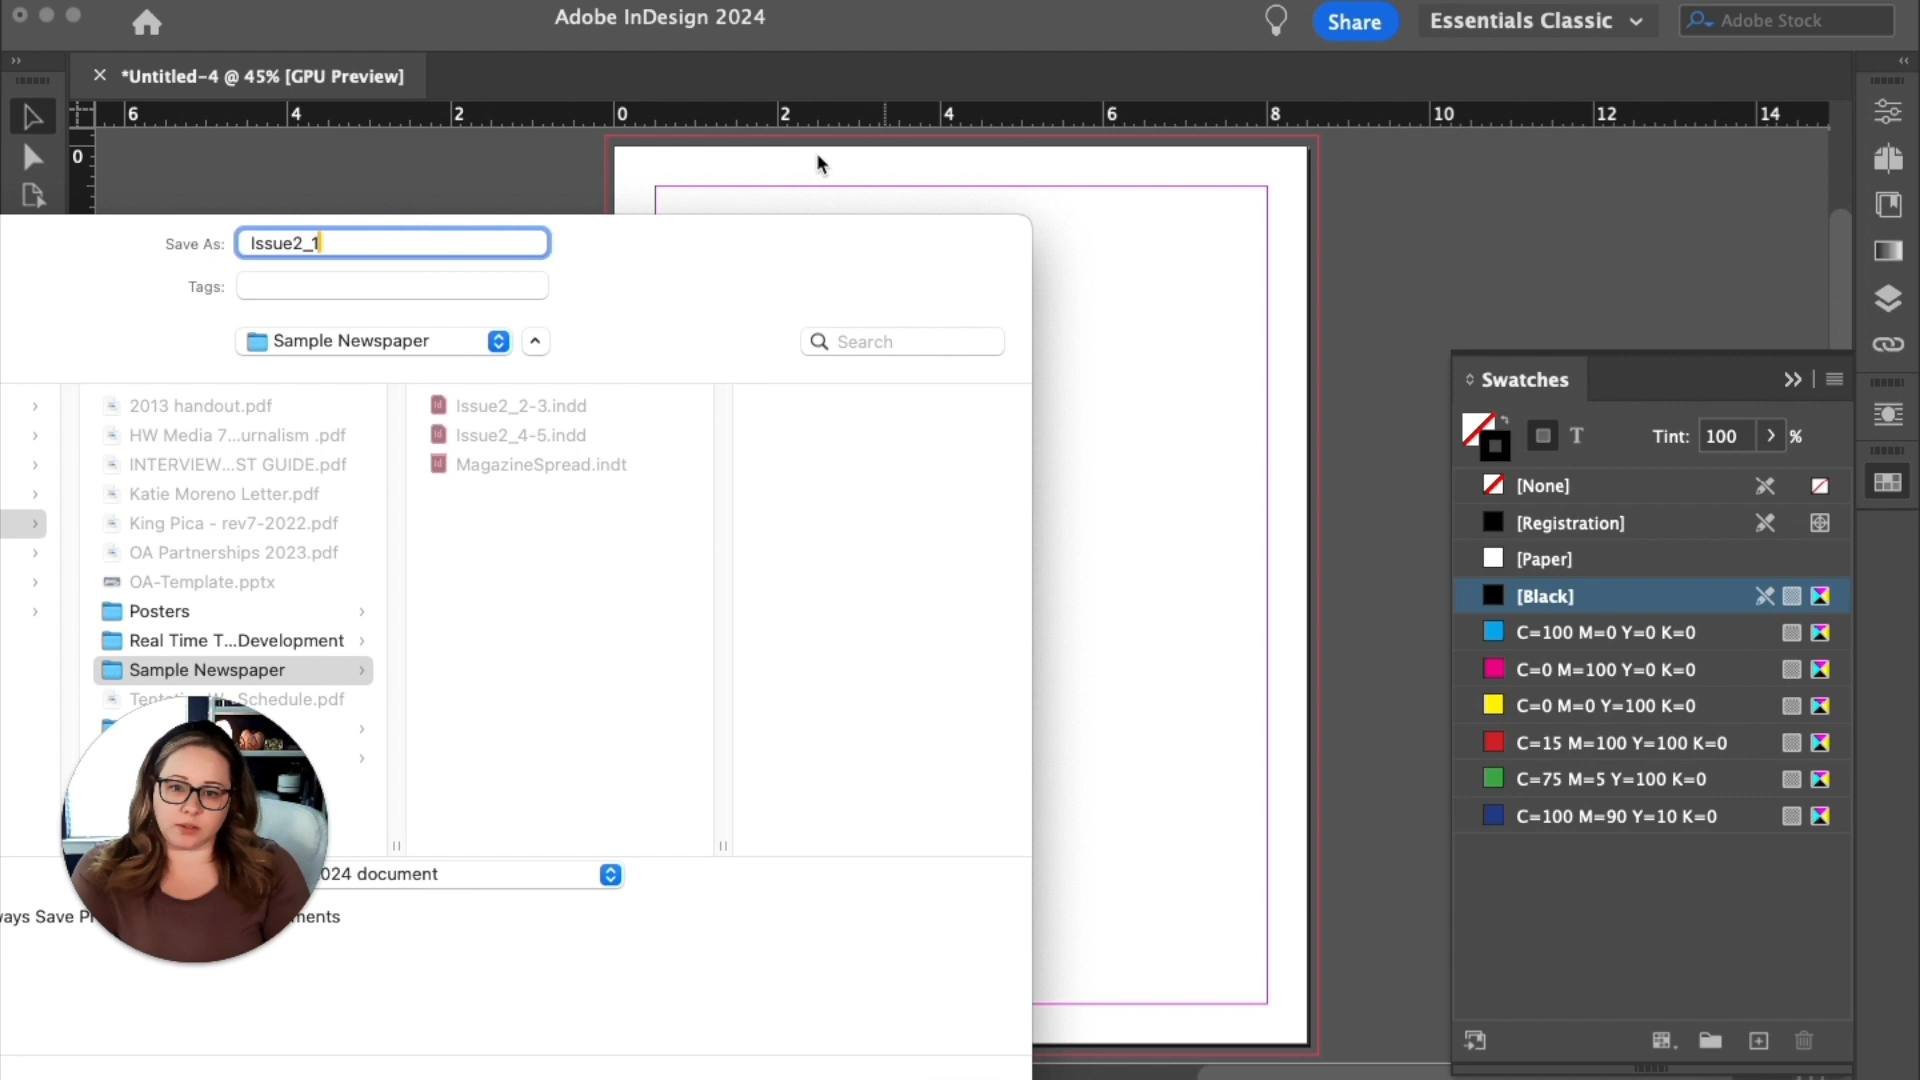 Adobe InDesign 2024
Share
Essentials Classic
Adobe Stock
*Untitled-4 @ 45% [GPU Preview]
6 4 2 0 2 4 6 8 10 12 14
0
Save As: Issue2_1
Tags:
Sample Newspaper
Search
2013 handout.pdf
HW Media 7...urnalism .pdf
INTERVIEW...ST GUIDE.pdf
Katie Moreno Letter.pdf
King Pica - rev7-2022.pdf
OA Partnerships 2023.pdf
OA-Template.pptx
Posters
Real Time T...Development
Sample Newspaper
Schedule.pdf
Issue2_2-3.indd
Issue2_4-5.indd
MagazineSpread.indt
024 document
ways Save
ments
Swatches
T
Tint: 100 %
[None]
[Registration]
[Paper]
[Black]
C=100 M=0 Y=0 K=0
C=0 M=100 Y=0 K=0
C=0 M=0 Y=100 K=0
C=15 M=100 Y=100 K=0
C=75 M=5 Y=100 K=0
C=100 M=90 Y=10 K=0